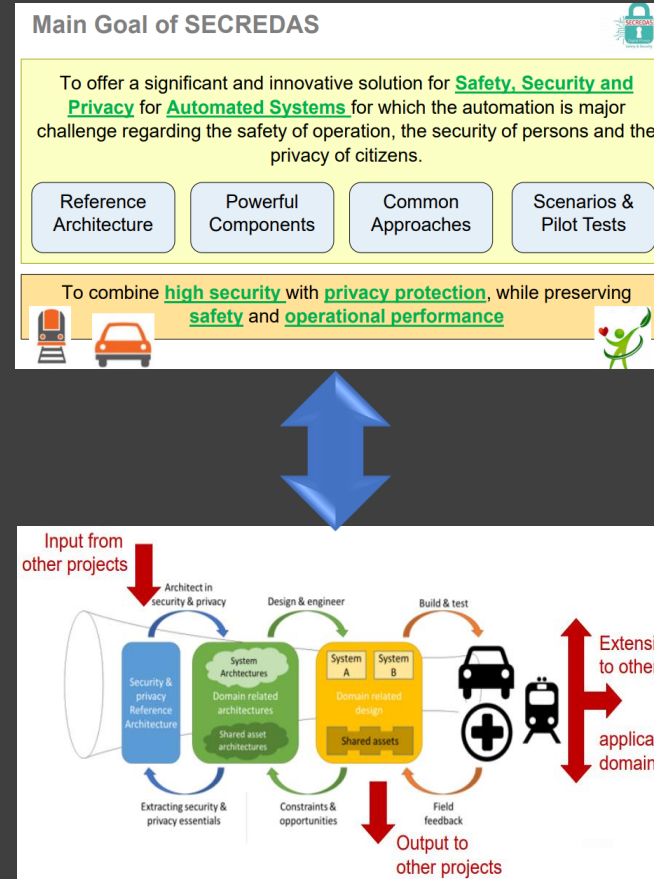 Main Goal of SECREDAS
SECREDAS
To offer a significant and innovative solution for Safety, Security and
Privacy for Automated Systems for which the automation is major
challenge regarding the safety of operation, the security of persons and the
privacy of citizens.
Reference
Architecture
Powerful
Components
Common
Approaches
Scenarios &
Pilot Tests
To combine high security with privacy protection, while preserving
safety and operational performance
Input from
other projects
Architect in
security & privacy
Design & engineer
Build & test
Security &
privacy
Reference
Architecture
System
Architectures
Domain related
architectures
Shared asset
architectures
System
A
System
B
Domain related
design
Shared assets
Extensi
to other
applica
domain
Extracting security &
privacy essentials
Constraints &
opportunities
Field
feedback
Output to
other projects